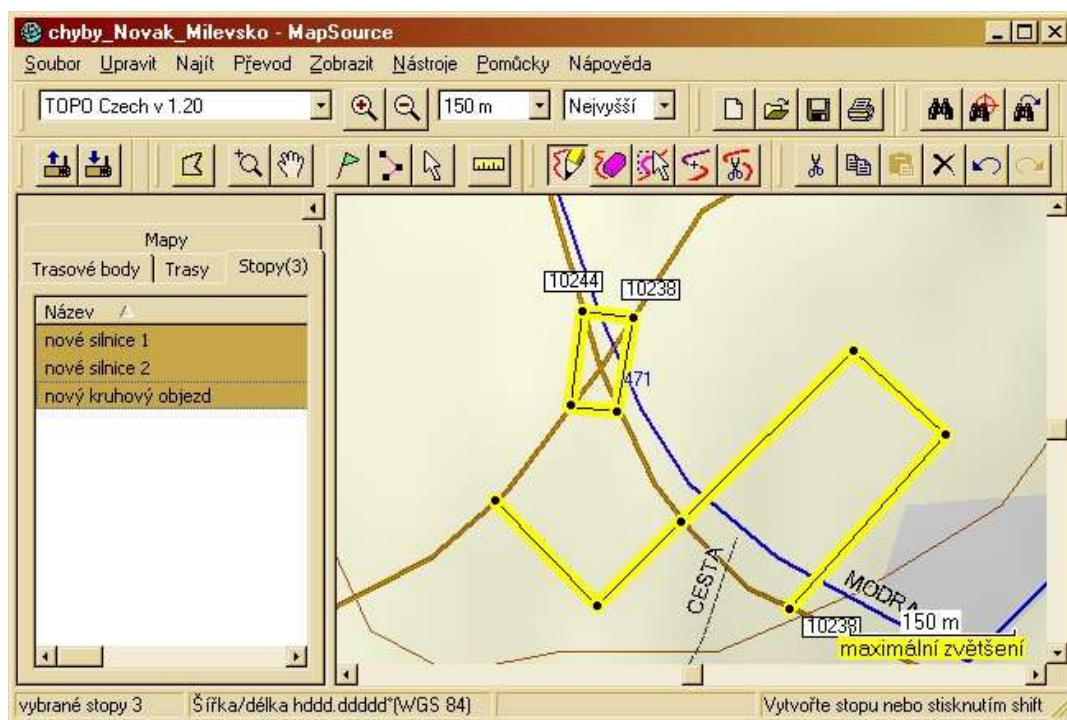 chyby_Novak_Milevsko - MapSource
Soubor Upravit Najít Převod Zobrazit Nástroje Pomůcky Nápověda
TOPO Czech v 1.20 150 m Nejvyšší
Mapy
Trasové body Trasy Stopy(3)
Název
nové silnice 1
nové silnice 2
nový kruhový objezd
10244
10238
471
CESTA
MODRA
10238
150 m
maximální zvětšení
vybrané stopy 3 Šířka/délka hddd.ddddd°(WGS 84) Vytvořte stopu nebo stisknutím shift